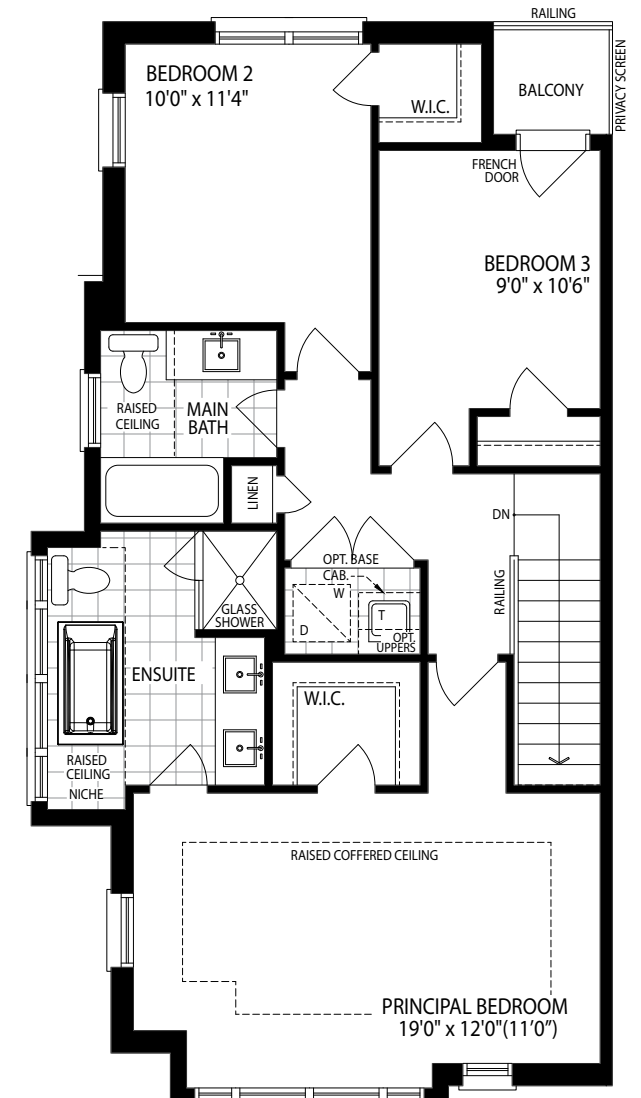 RAILING
BEDROOM 2
10'0" x 11'4"
W.I.C.
BALCONY
PRIVACY SCREEN
FRENCH
DOOR
BEDROOM 3
9'0" x 10'6"
RAISED
CEILING
MAIN
BATH
LINEN
DN
OPT. BASE
CAB.
W
D
T
OPT.
UPPERS
RAILING
GLASS
SHOWER
ENSUITE
W.I.C.
RAISED
CEILING
NICHE
RAISED COFFERED CEILING
PRINCIPAL BEDROOM
19'0" x 12'0"(11'0")